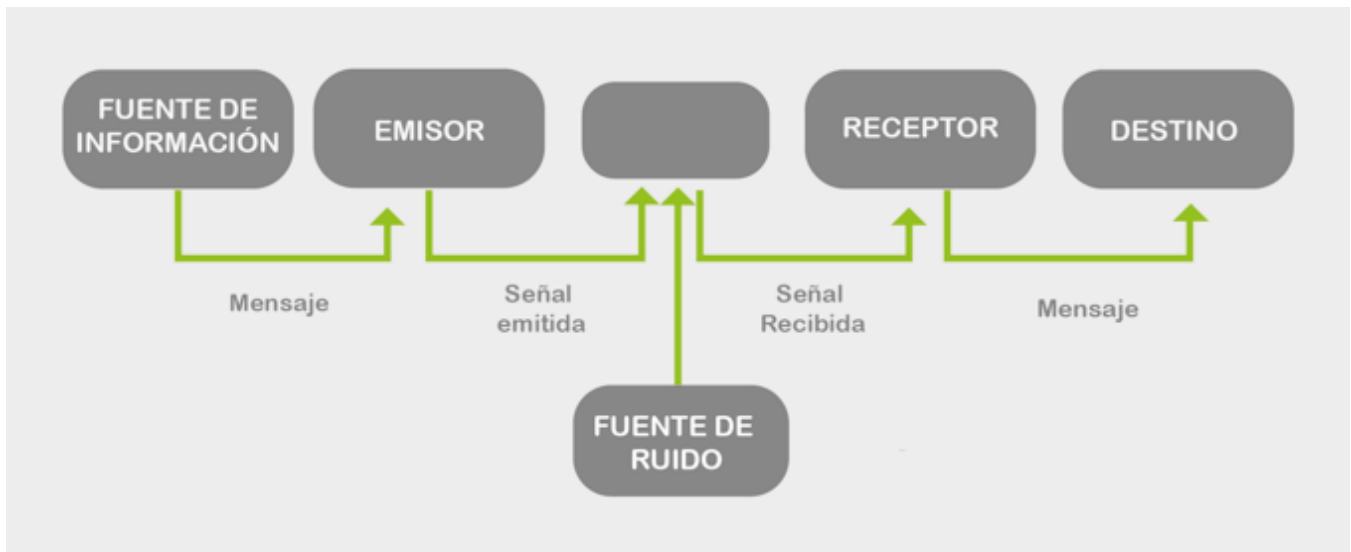 FUENTE DE
INFORMACIÓN
EMISOR
RECEPTOR
DESTINO
Mensaje
Señal
emitida
Señal
Recibida
Mensaje
FUENTE DE
RUIDO